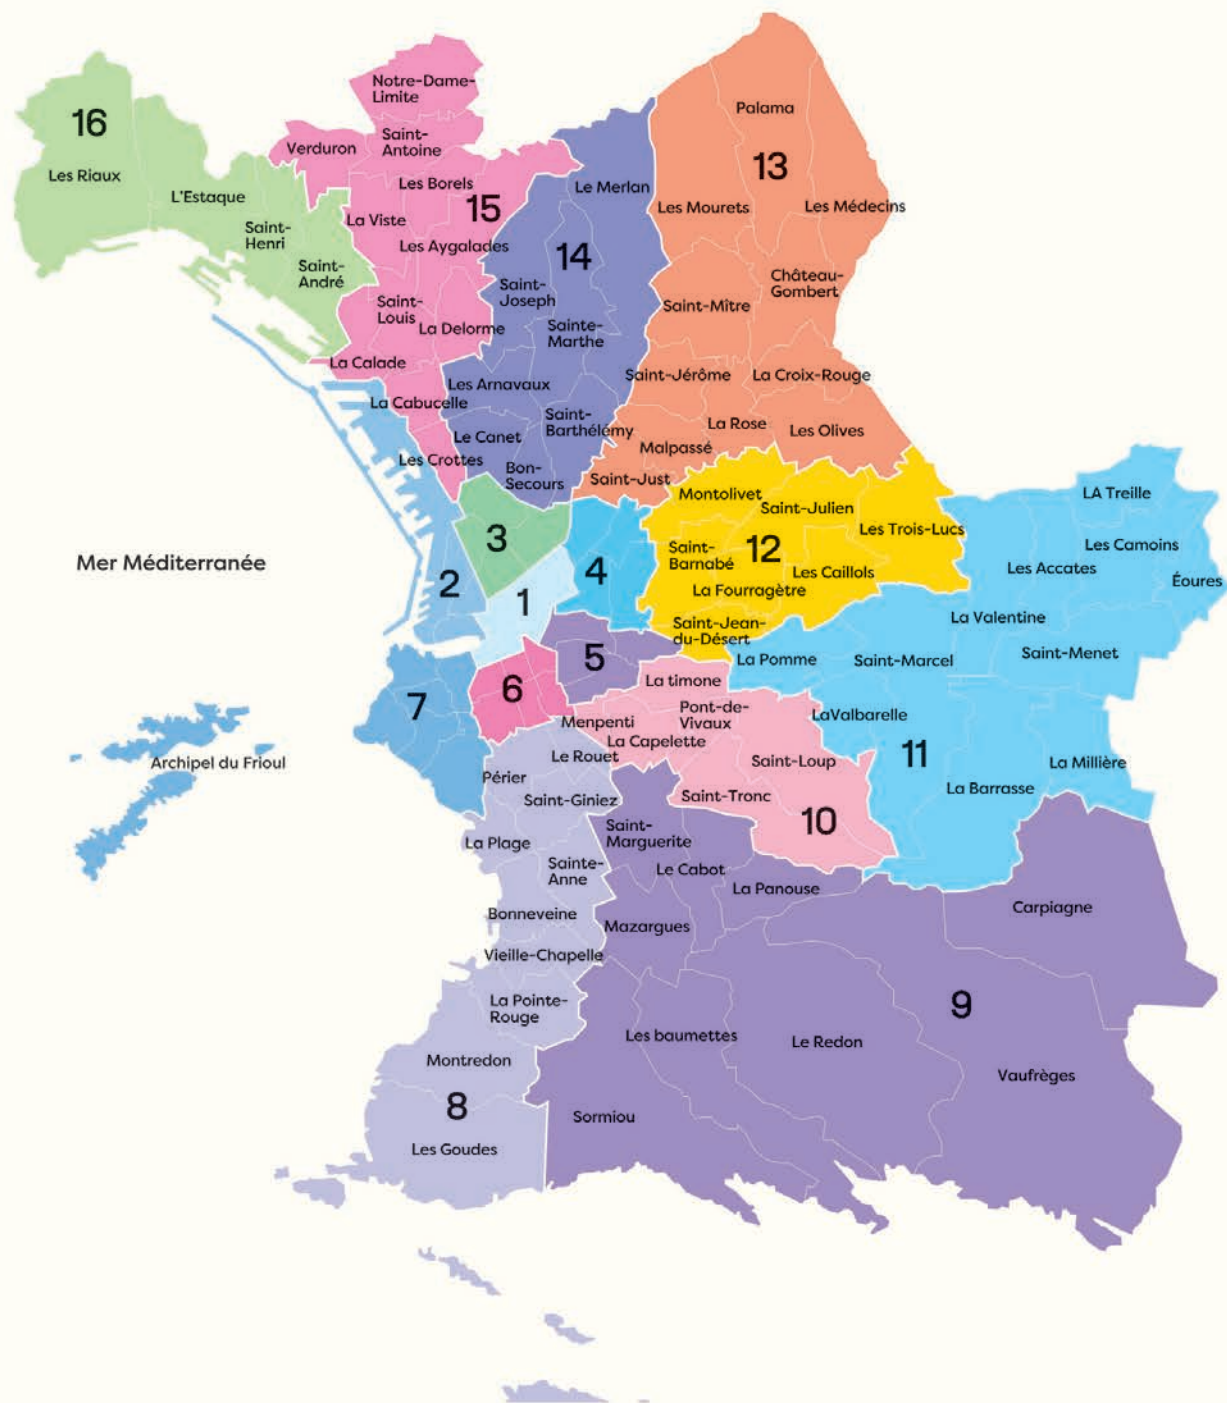 Notre-Dame-
Limite
Palama
16
Saint-
Antoine
Verduron
13
Les Riaux
Les Borels
Le Merlan
L'Estaque
15
Les Mourets
Les Médecins
La Viste
Saint-
Henri
Les Aygalades
14
Saint-
André
Saint-
Joseph
Château-
Gombert
Saint-
Louis
Saint-Mître
La Delorme
Sainte-
Marthe
La Calade
Les Arnavaux
Saint-Jérôme
La Croix-Rouge
La Cabucelle
Saint-
Barthélémy
La Rose
Les Olives
Le Canet
Malpassé
Les Crottes
Bon-
Secours
Saint-Just
Montolivet
LA Treille
Saint-Julien
Les Trois-Lucs
3
Saint-
Barnabé
12
Les Camoins
Mer Méditerranée
2
4
Les Caillols
Les Accates
Éoures
La Fourragètre
1
La Valentine
Saint-Jean-
du-Désert
5
La Pomme
Saint-Marcel
Saint-Menet
La timone
6
7
Menpenti
Pont-de-
Vivaux
LaValbarelle
La Capelette
11
Archipel du Frioul
Le Rouet
Saint-Loup
La Millière
Périer
Saint-Giniez
Saint-Tronc
La Barrasse
10
La Plage
Saint-
Marguerite
Sainte-
Anne
Le Cabot
La Panouse
Bonneveine
Mazargues
Carpiagne
Vieille-Chapelle
La Pointe-
Rouge
9
Les baumettes
Le Redon
Montredon
Vaufrèges
8
Sormiou
Les Goudes